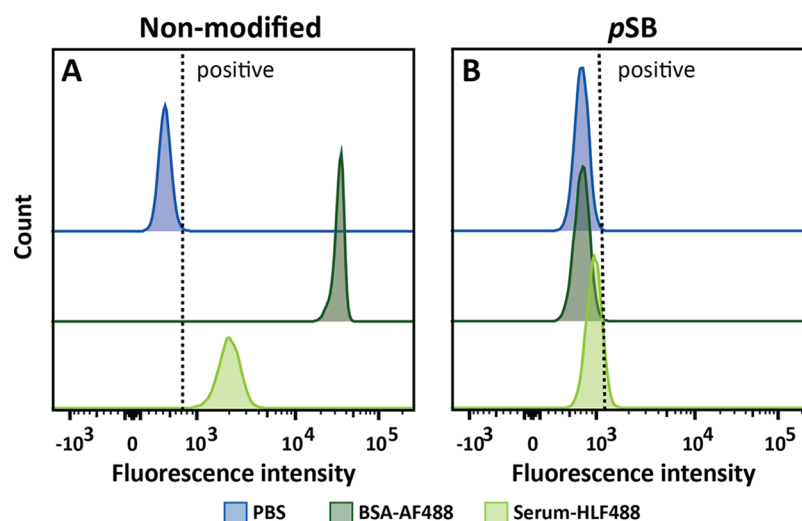 Non-modified
pSB
A
positive
B
positive
Count
-10³ 0 10³ 10⁴ 10⁵
-10³ 0 10³ 10⁴ 10⁵
Fluorescence intensity
Fluorescence intensity
PBS BSA-AF488 Serum-HLF488